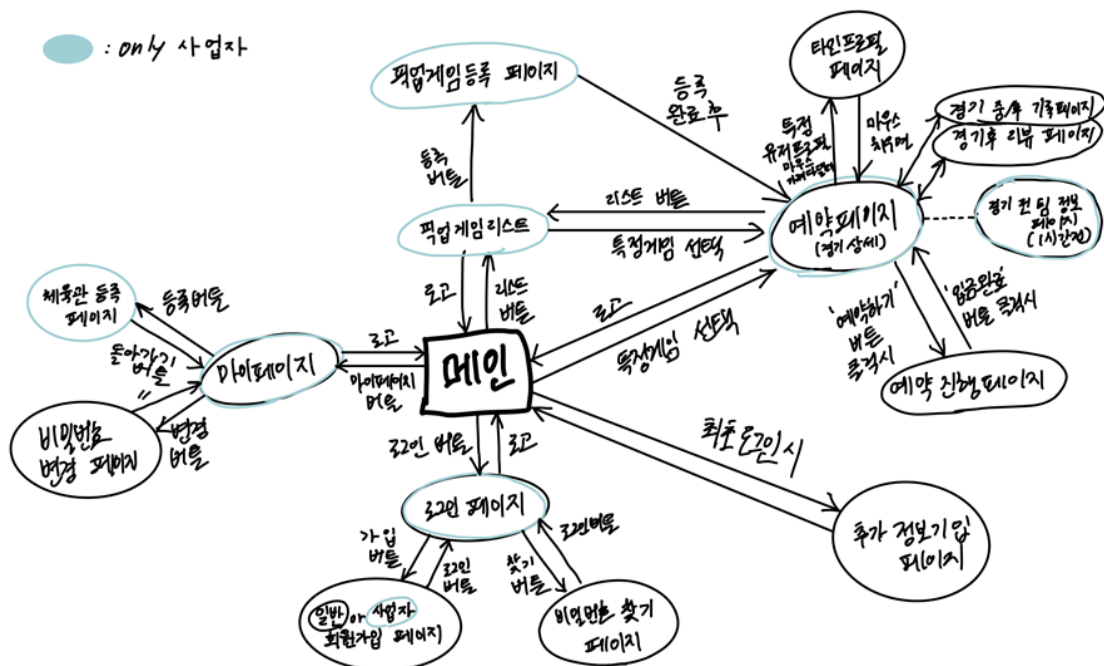 : only 사업자
픽업게임등록 페이지
타인프로필
페이지
등록
완료 후
특정
유저프로필
마우스
마우스
치우면
경기 중/후 기록페이지
경기후 리뷰 페이지
등록
버튼
픽업게임리스트
리스트 버튼
특정게임 선택
예약페이지
(경기 상세)
경기 전 팀 정보
페이지
(1시간전)
체육관 등록
페이지
등록버튼
돌아가기
버튼
로고
리스트
버튼
로고
특정게임 선택
'예약하기'
버튼
클릭시
'입금완료'
버튼 클릭시
마이페이지
로고
마이페이지
버튼
메인
예약 진행페이지
비밀번호
변경 페이지
〃
변경
버튼
로그인 버튼
로고
최초 로그인 시
로그인 페이지
추가 정보기입
페이지
가입
버튼
로그인
버튼
찾기
버튼
로그인버튼
일반 or 사업자
회원가입 페이지
비밀번호 찾기
페이지